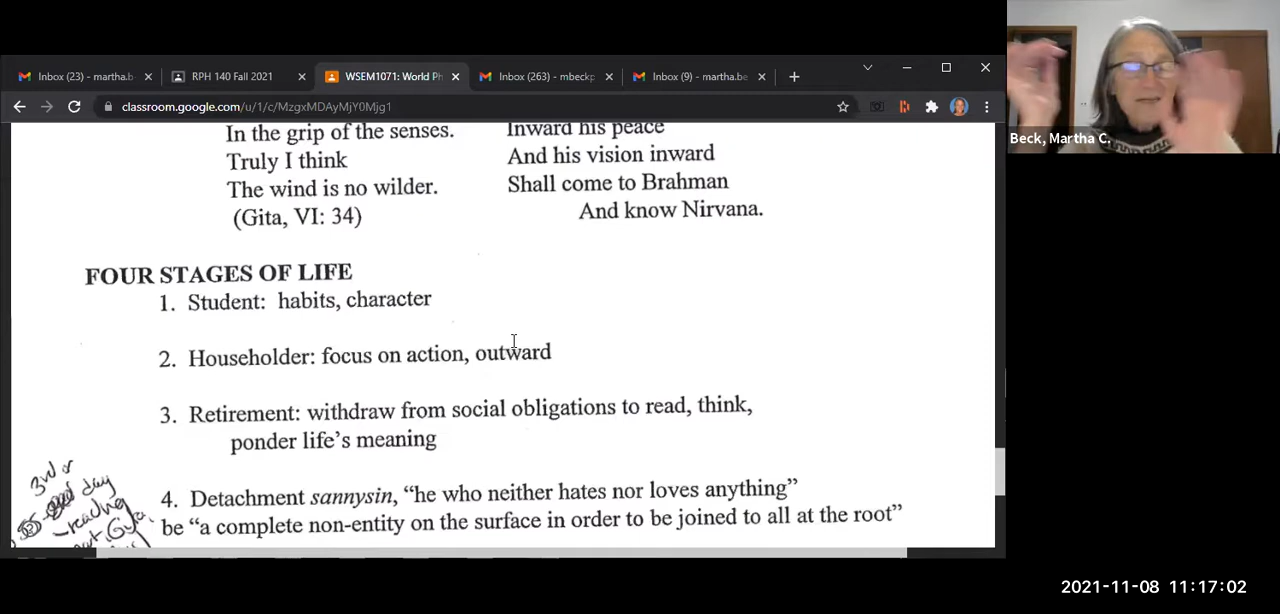 Inbox (23) - martha.b
RPH 140 Fall 2021
WSEM1071: World Ph
Inbox (263) - mbeckp
Inbox (9) - martha.be
classroom.google.com/u/1/c/MzgxMDAyMjY0Mjg1
Beck, Martha C.
In the grip of the senses.
Truly I think
The wind is no wilder.
(Gita, VI: 34)
Inward his peace
And his vision inward
Shall come to Brahman
And know Nirvana.
FOUR STAGES OF LIFE
1. Student: habits, character
2. Householder: focus on action, outward
3. Retirement: withdraw from social obligations to read, think,
ponder life's meaning
4. Detachment sannysin, "he who neither hates nor loves anything"
be "a complete non-entity on the surface in order to be joined to all at the root"
3rd or
day
reading
2021-11-08 11:17:02